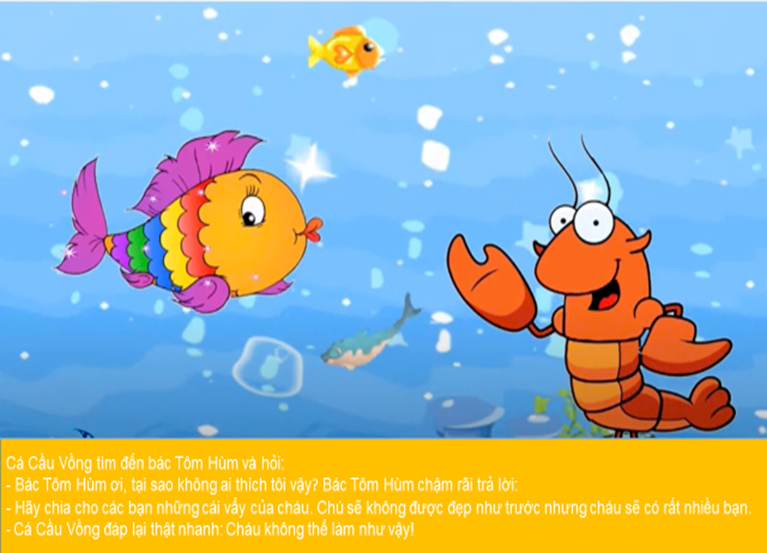 Cá Cầu Vồng tìm đến bác Tôm Hùm và hỏi:
- Bác Tôm Hùm ơi, tại sao không ai thích tôi vậy? Bác Tôm Hùm chậm rãi trả lời:
- Hãy chia cho các bạn những cái vẩy của cháu. Chú sẽ không được đẹp như trước nhưng cháu sẽ có rất nhiều bạn.
- Cá Cầu Vồng đáp lại thật nhanh: Cháu không thể làm như vậy!